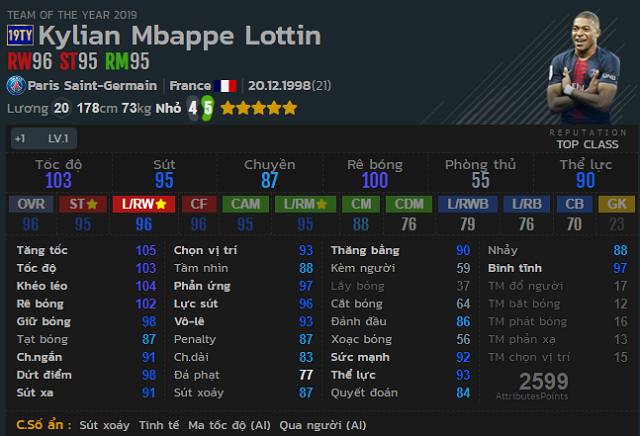 TEAM OF THE YEAR 2019
19TY Kylian Mbappe Lottin
RW96 ST95 RM95
Paris Saint-Germain France 20.12.1998(21)
Lương 20 178cm 73kg Nhỏ 4 5
REPUTATION
+1 LV.1 TOP CLASS
Tốc độ Sút Chuyền Rê bóng Phòng thủ Thể lực
103 95 87 100 55 90
OVR ST L/RW CF CAM L/RM CM CDM L/RWB L/RB CB GK
96 95 96 96 95 95 88 76 79 76 70 23
Tăng tốc 105 Chọn vị trí 93 Thăng bằng 90 Nhảy 88
Tốc độ 103 Tầm nhìn 88 Kèm người 59 Bình tĩnh 97
Khéo léo 104 Phản ứng 97 Lấy bóng 37 TM đổ người 17
Rê bóng 102 Lực sút 96 Cắt bóng 64 TM bắt bóng 12
Giữ bóng 98 Vô-lê 93 Đánh đầu 86 TM phát bóng 16
Tạt bóng 87 Penalty 87 Xoạc bóng 56 TM phản xạ 13
Ch.ngắn 91 Ch.dài 83 Sức mạnh 92 TM chọn vị trí 15
Dứt điểm 98 Đá phạt 77 Thể lực 93 2599
Sút xa 91 Sút xoáy 87 Quyết đoán 84 AttributesPoints
C.Số ẩn : Sút xoáy Tinh tế Ma tốc độ (AI) Qua người (AI)